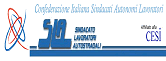 Confederazione Italiana Sindacati Autonomi Lavoratori
SLA
SINDACATO
LAVORATORI
AUTOSTRADALI
CESI